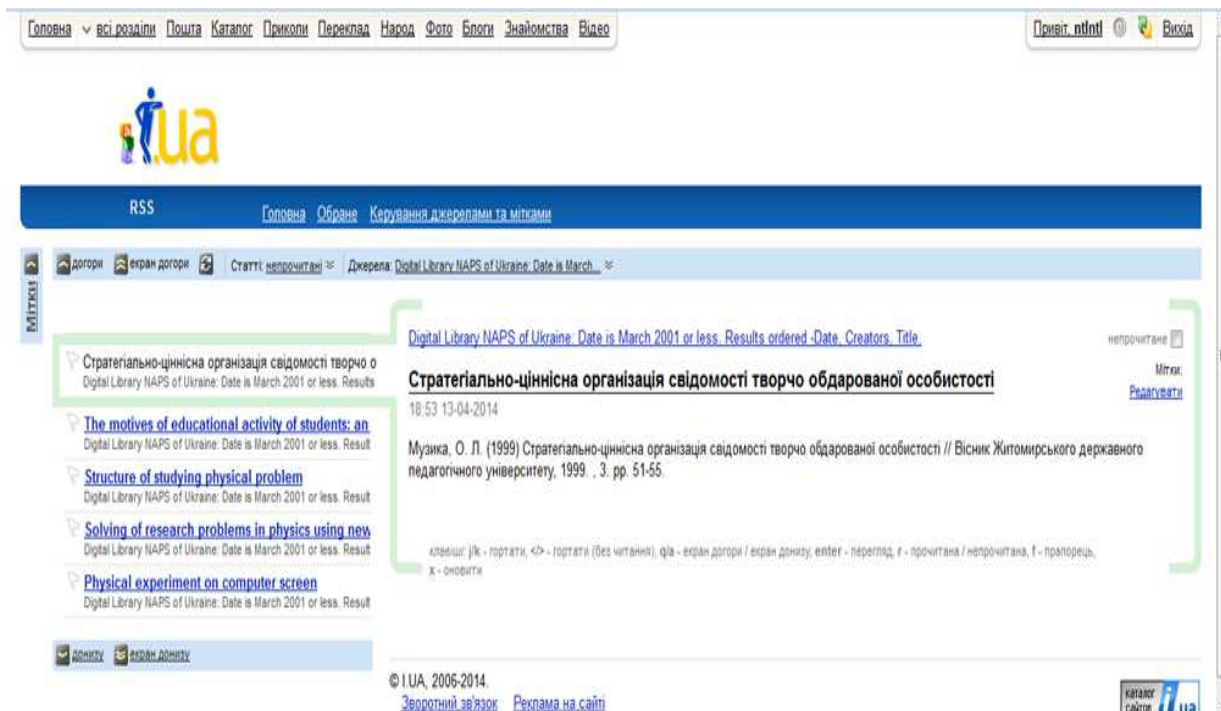 Головна всі розділи Пошта Каталог Приколи Переклад Народ Фото Блоги Знайомства Відео
Привіт, ntlntl Вихід
i.ua
RSS Головна Обране Керування джерелами та мітками
Мітки
догори екран догори Статті: непрочитані Джерела: Digital Library NAPS of Ukraine: Date is March...
Стратегіально-ціннісна організація свідомості творчо о
Digital Library NAPS of Ukraine: Date is March 2001 or less. Results
The motives of educational activity of students: an
Digital Library NAPS of Ukraine: Date is March 2001 or less. Result
Structure of studying physical problem
Digital Library NAPS of Ukraine: Date is March 2001 or less. Result
Solving of research problems in physics using new
Digital Library NAPS of Ukraine: Date is March 2001 or less. Result
Physical experiment on computer screen
Digital Library NAPS of Ukraine: Date is March 2001 or less. Result
донизу екран донизу
Digital Library NAPS of Ukraine: Date is March 2001 or less. Results ordered -Date, Creators, Title.
непрочитане
Мітки:
Редагувати
Стратегіально-ціннісна організація свідомості творчо обдарованої особистості
18:53 13-04-2014
Музика, О. Л. (1999) Стратегіально-ціннісна організація свідомості творчо обдарованої особистості // Вісник Житомирського державного
педагогічного університету, 1999. , 3. pp. 51-55.
клавіші: j/k - гортати, <> - гортати (без читання), q/a - екран догори / екран донизу, enter - перегляд, r - прочитана / непрочитана, f - прапорець,
x - оновити
© I.UA, 2006-2014.
Зворотний зв'язок Реклама на сайті
каталог
сайтов i.ua